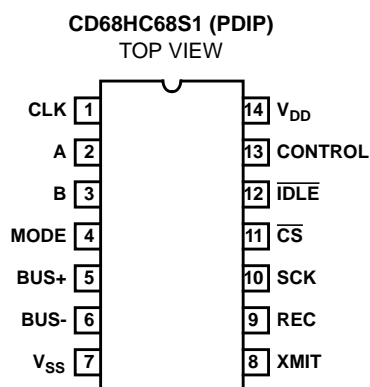 CD68HC68S1 (PDIP)
TOP VIEW
CLK 1 14 VDD
A 2 13 CONTROL
B 3 12 IDLE
MODE 4 11 CS
BUS+ 5 10 SCK
BUS- 6 9 REC
VSS 7 8 XMIT